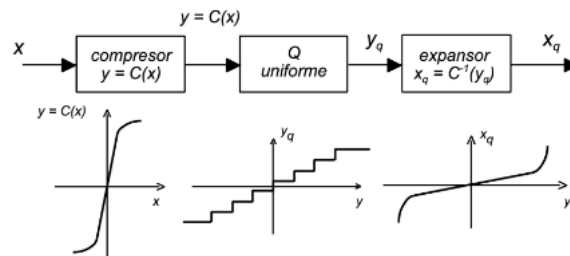 y = C(x)
x
compresor
y = C(x)
Q
uniforme
y_q
expansor
x_q = C⁻¹(y_q)
x_q
y = C(x)
x
y_q
y
x_q
y